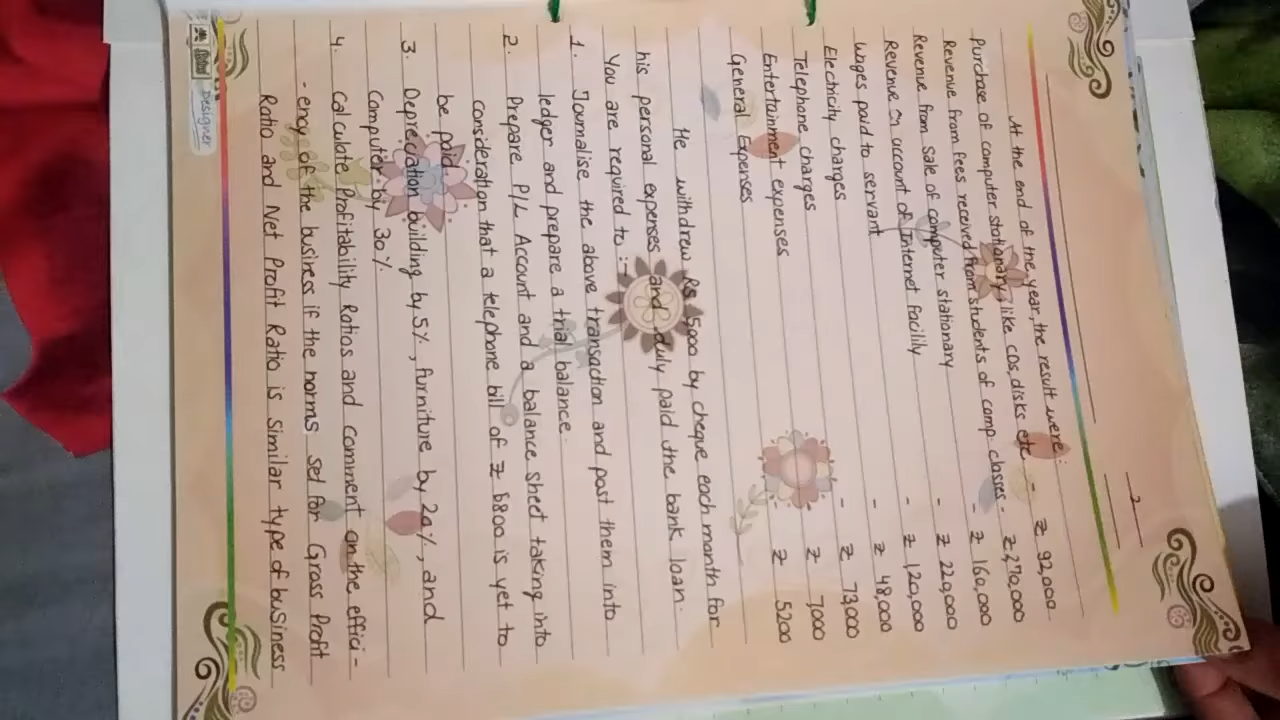 2
At the end of the year, the result were:
Purchase of computer stationary like CDs, disks etc - ₹ 92,000
Revenue from fees received from students of comp. classes - ₹ 2,70,000
Revenue from sale of computer stationary - ₹ 160,000
Revenue on account of Internet Facility - ₹ 220,000
Wages paid to servant - ₹ 120,000
Electricity charges - ₹ 48,000
Telephone charges - ₹ 73,000
Entertainment expenses ₹ 7,000
General Expenses - ₹ 5200
He withdrew Rs 5000 by cheque each month for
his personal expenses and duly paid the bank loan.
You are required to :-
1. Journalise the above transaction and post them into
ledger and prepare a trial balance.
2. Prepare P/L Account and a balance sheet taking into
consideration that a telephone bill of ₹ 6800 is yet to
be paid.
3. Depreciation building by 5%, furniture by 20%, and
Computer by 30%
4. Calculate Profitability Ratios and comment on the effici-
-ency of the business if the norms set for Gross Profit
Ratio and Net Profit Ratio is similar type of business
Designer